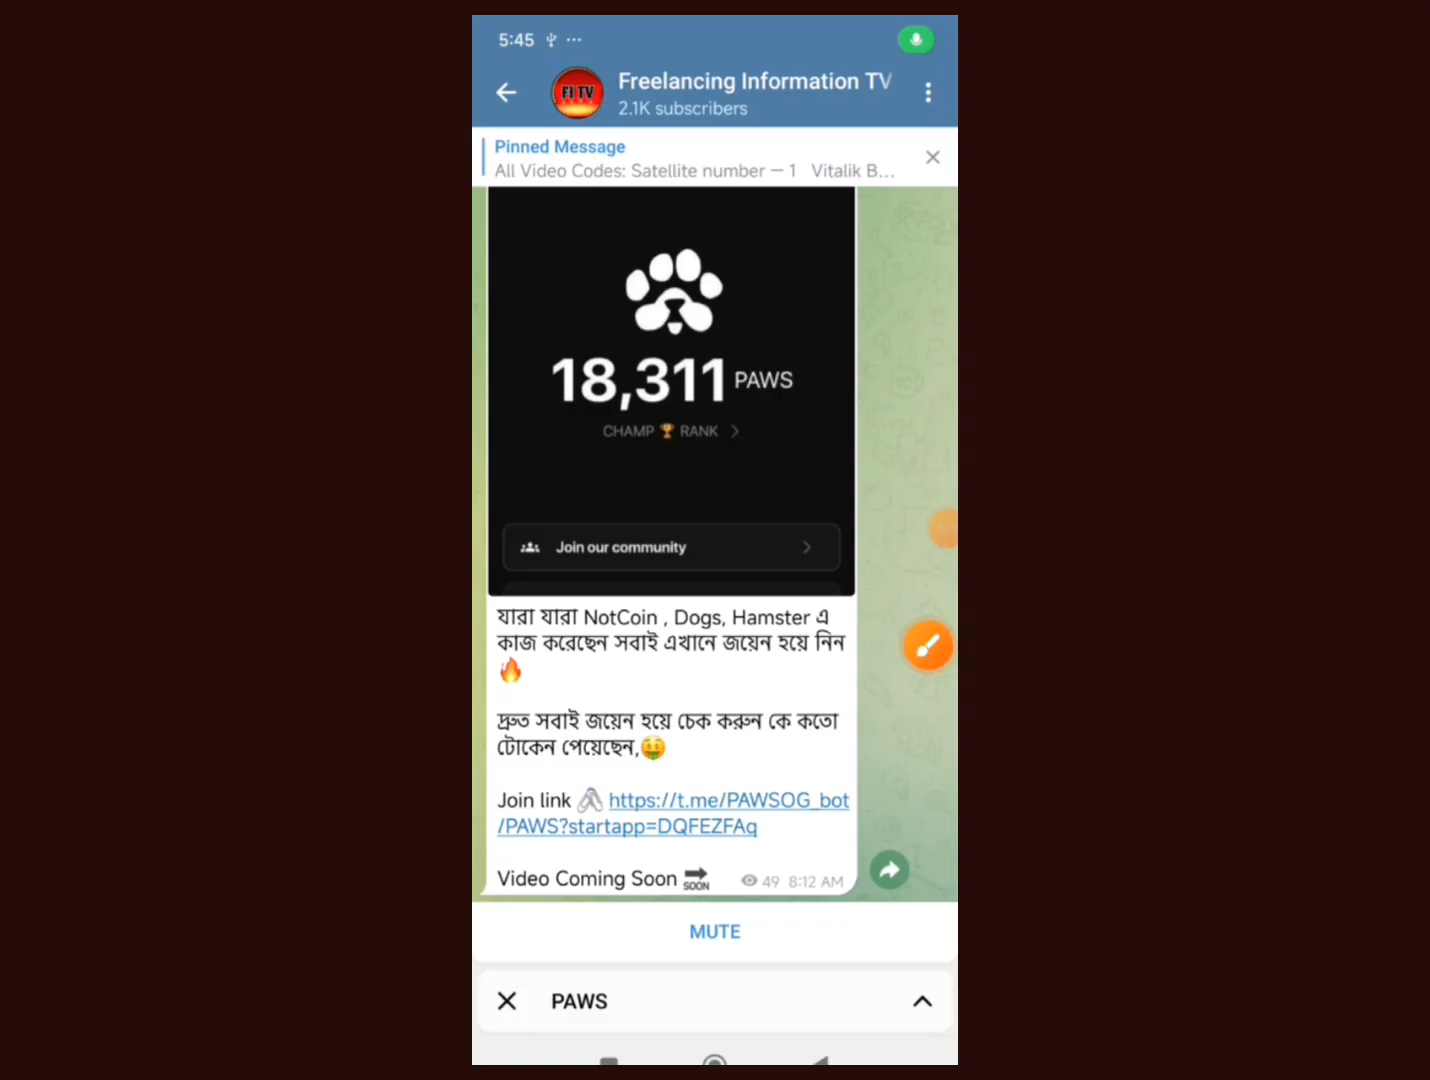 5:45
FI TV
Freelancing Information TV
2.1K subscribers
Pinned Message
All Video Codes: Satellite number — 1 Vitalik B...
18,311 PAWS
CHAMP 🏆 RANK >
Join our community >
যারা যারা NotCoin , Dogs, Hamster এ
কাজ করেছেন সবাই এখানে জয়েন হয়ে নিন
🔥
দ্রুত সবাই জয়েন হয়ে চেক করুন কে কতো
টোকেন পেয়েছেন,🤑
Join link 🖇️ https://t.me/PAWSOG_bot
/PAWS?startapp=DQFEZFAq
Video Coming Soon 🔜 49 8:12 AM
MUTE
PAWS